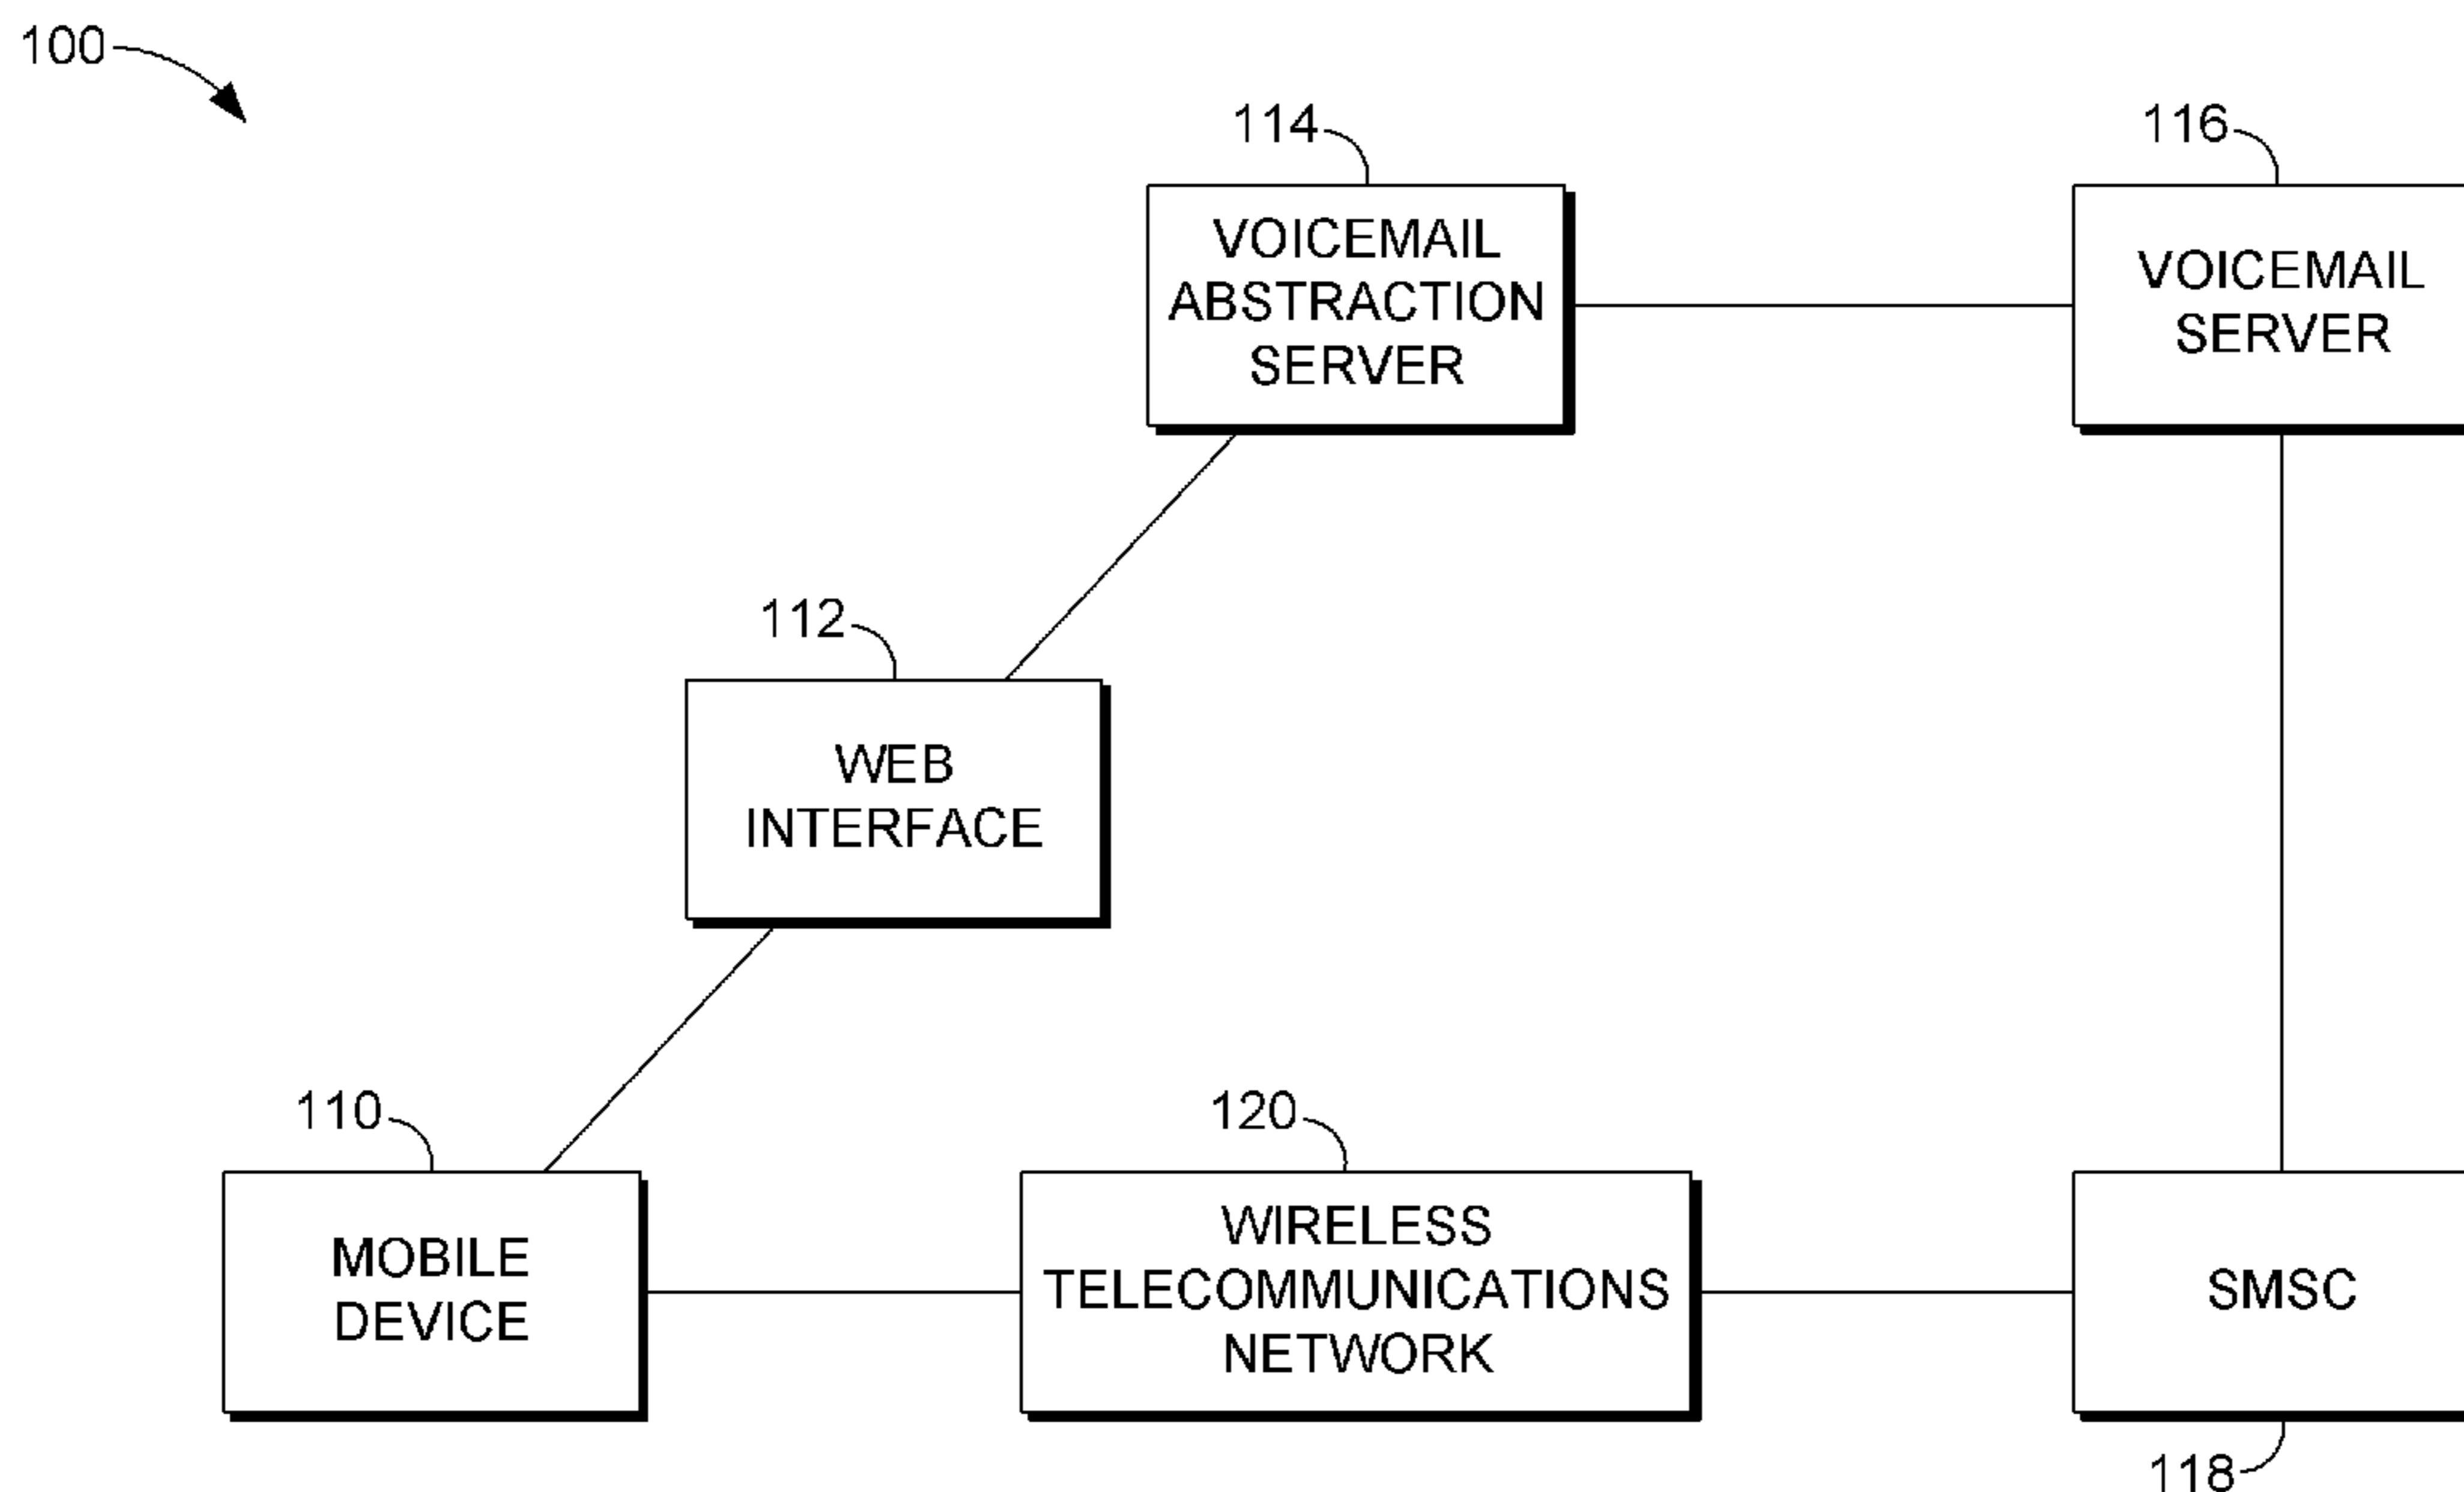 100
114
VOICEMAIL
ABSTRACTION
SERVER
116
VOICEMAIL
SERVER
112
WEB
INTERFACE
110
MOBILE
DEVICE
120
WIRELESS
TELECOMMUNICATIONS
NETWORK
SMSC
118